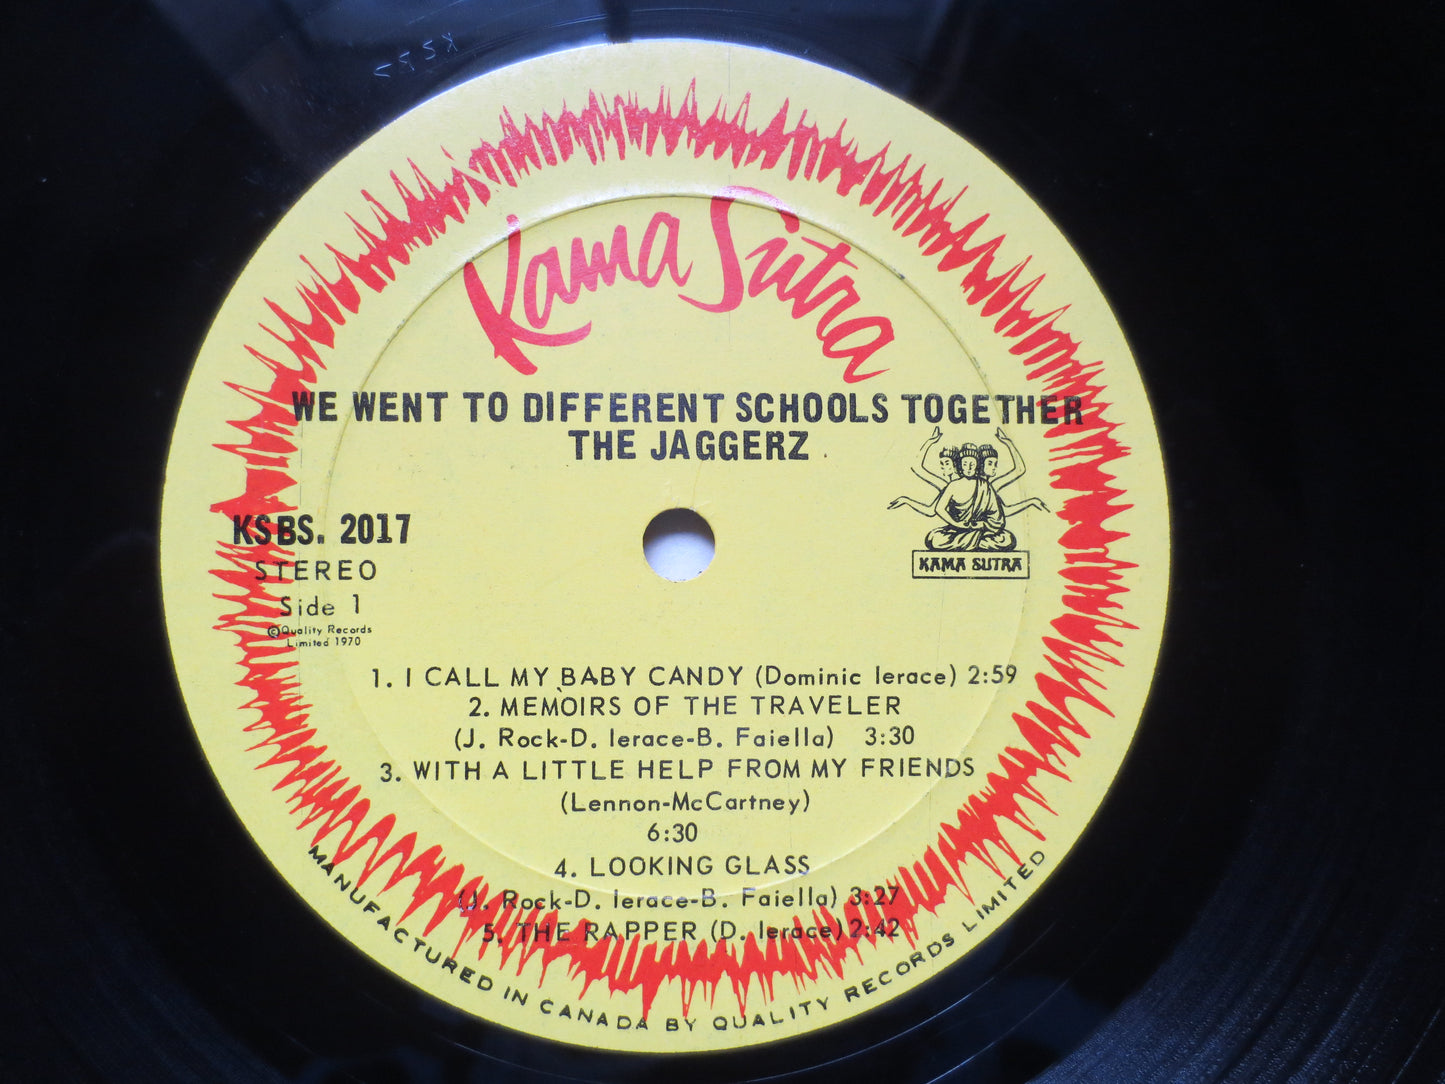 Kama Sutra
WE WENT TO DIFFERENT SCHOOLS TOGETHER
THE JAGGERZ
KAMA SUTRA
KSBS. 2017
STEREO
Side 1
©Quality Records
Limited 1970
1. I CALL MY BABY CANDY (Dominic Ierace) 2:59
2. MEMOIRS OF THE TRAVELER
(J. Rock-D. Ierace-B. Faiella) 3:30
3. WITH A LITTLE HELP FROM MY FRIENDS
(Lennon-McCartney)
6:30
4. LOOKING GLASS
(J. Rock-D. Ierace-B. Faiella) 3:27
5. THE RAPPER (D. Ierace) 2:42
MANUFACTURED IN CANADA BY QUALITY RECORDS LIMITED